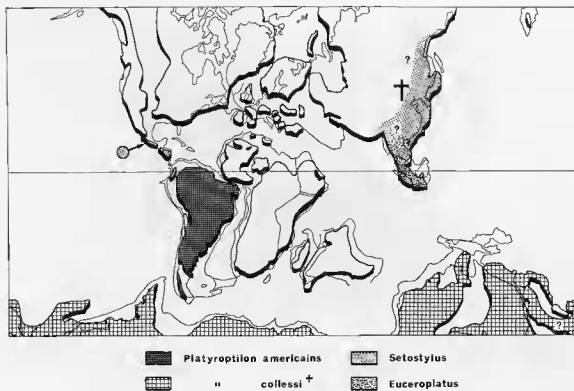 ?
?
?
Platyroptilon americains
Setostylus
" collessi †
Euceroplatus